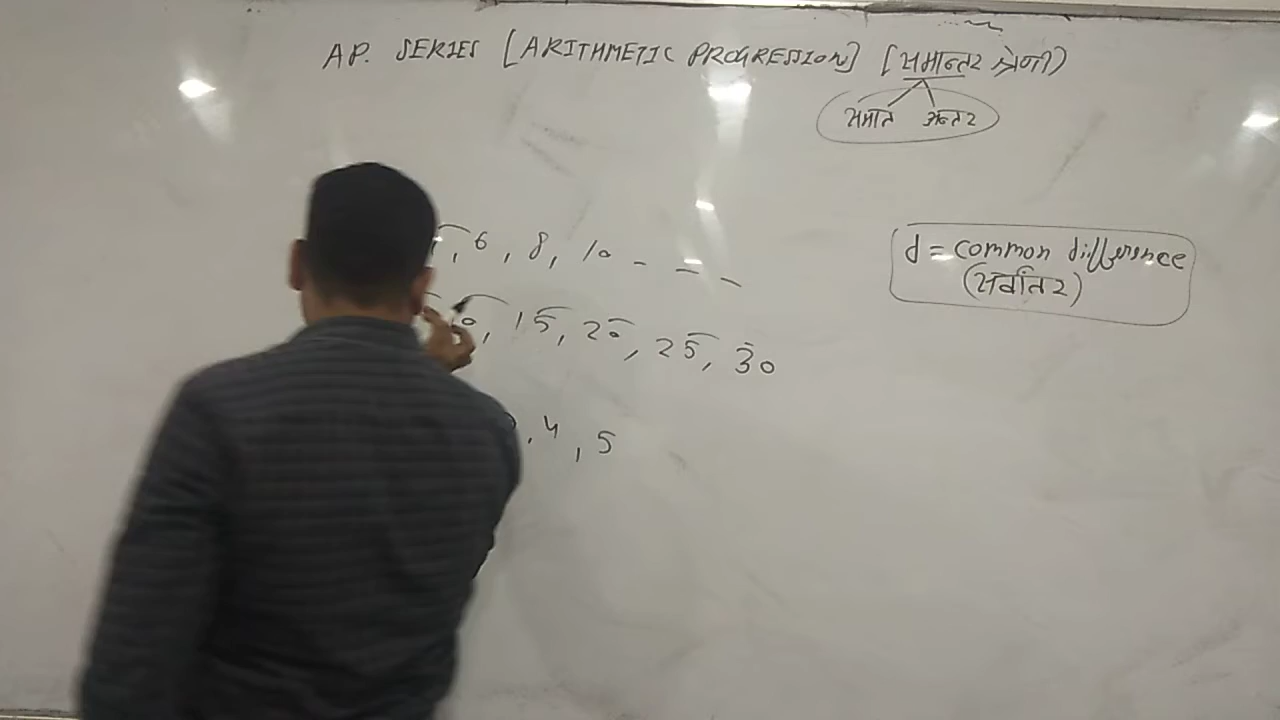 AP. SERIES [ARITHMETIC PROGRESSION] [समान्तर श्रेणी)
समान अन्तर
, 6, 8, 10 - - -
d = common difference
(सर्वांतर)
10, 15, 20, 25, 30
, 4, 5